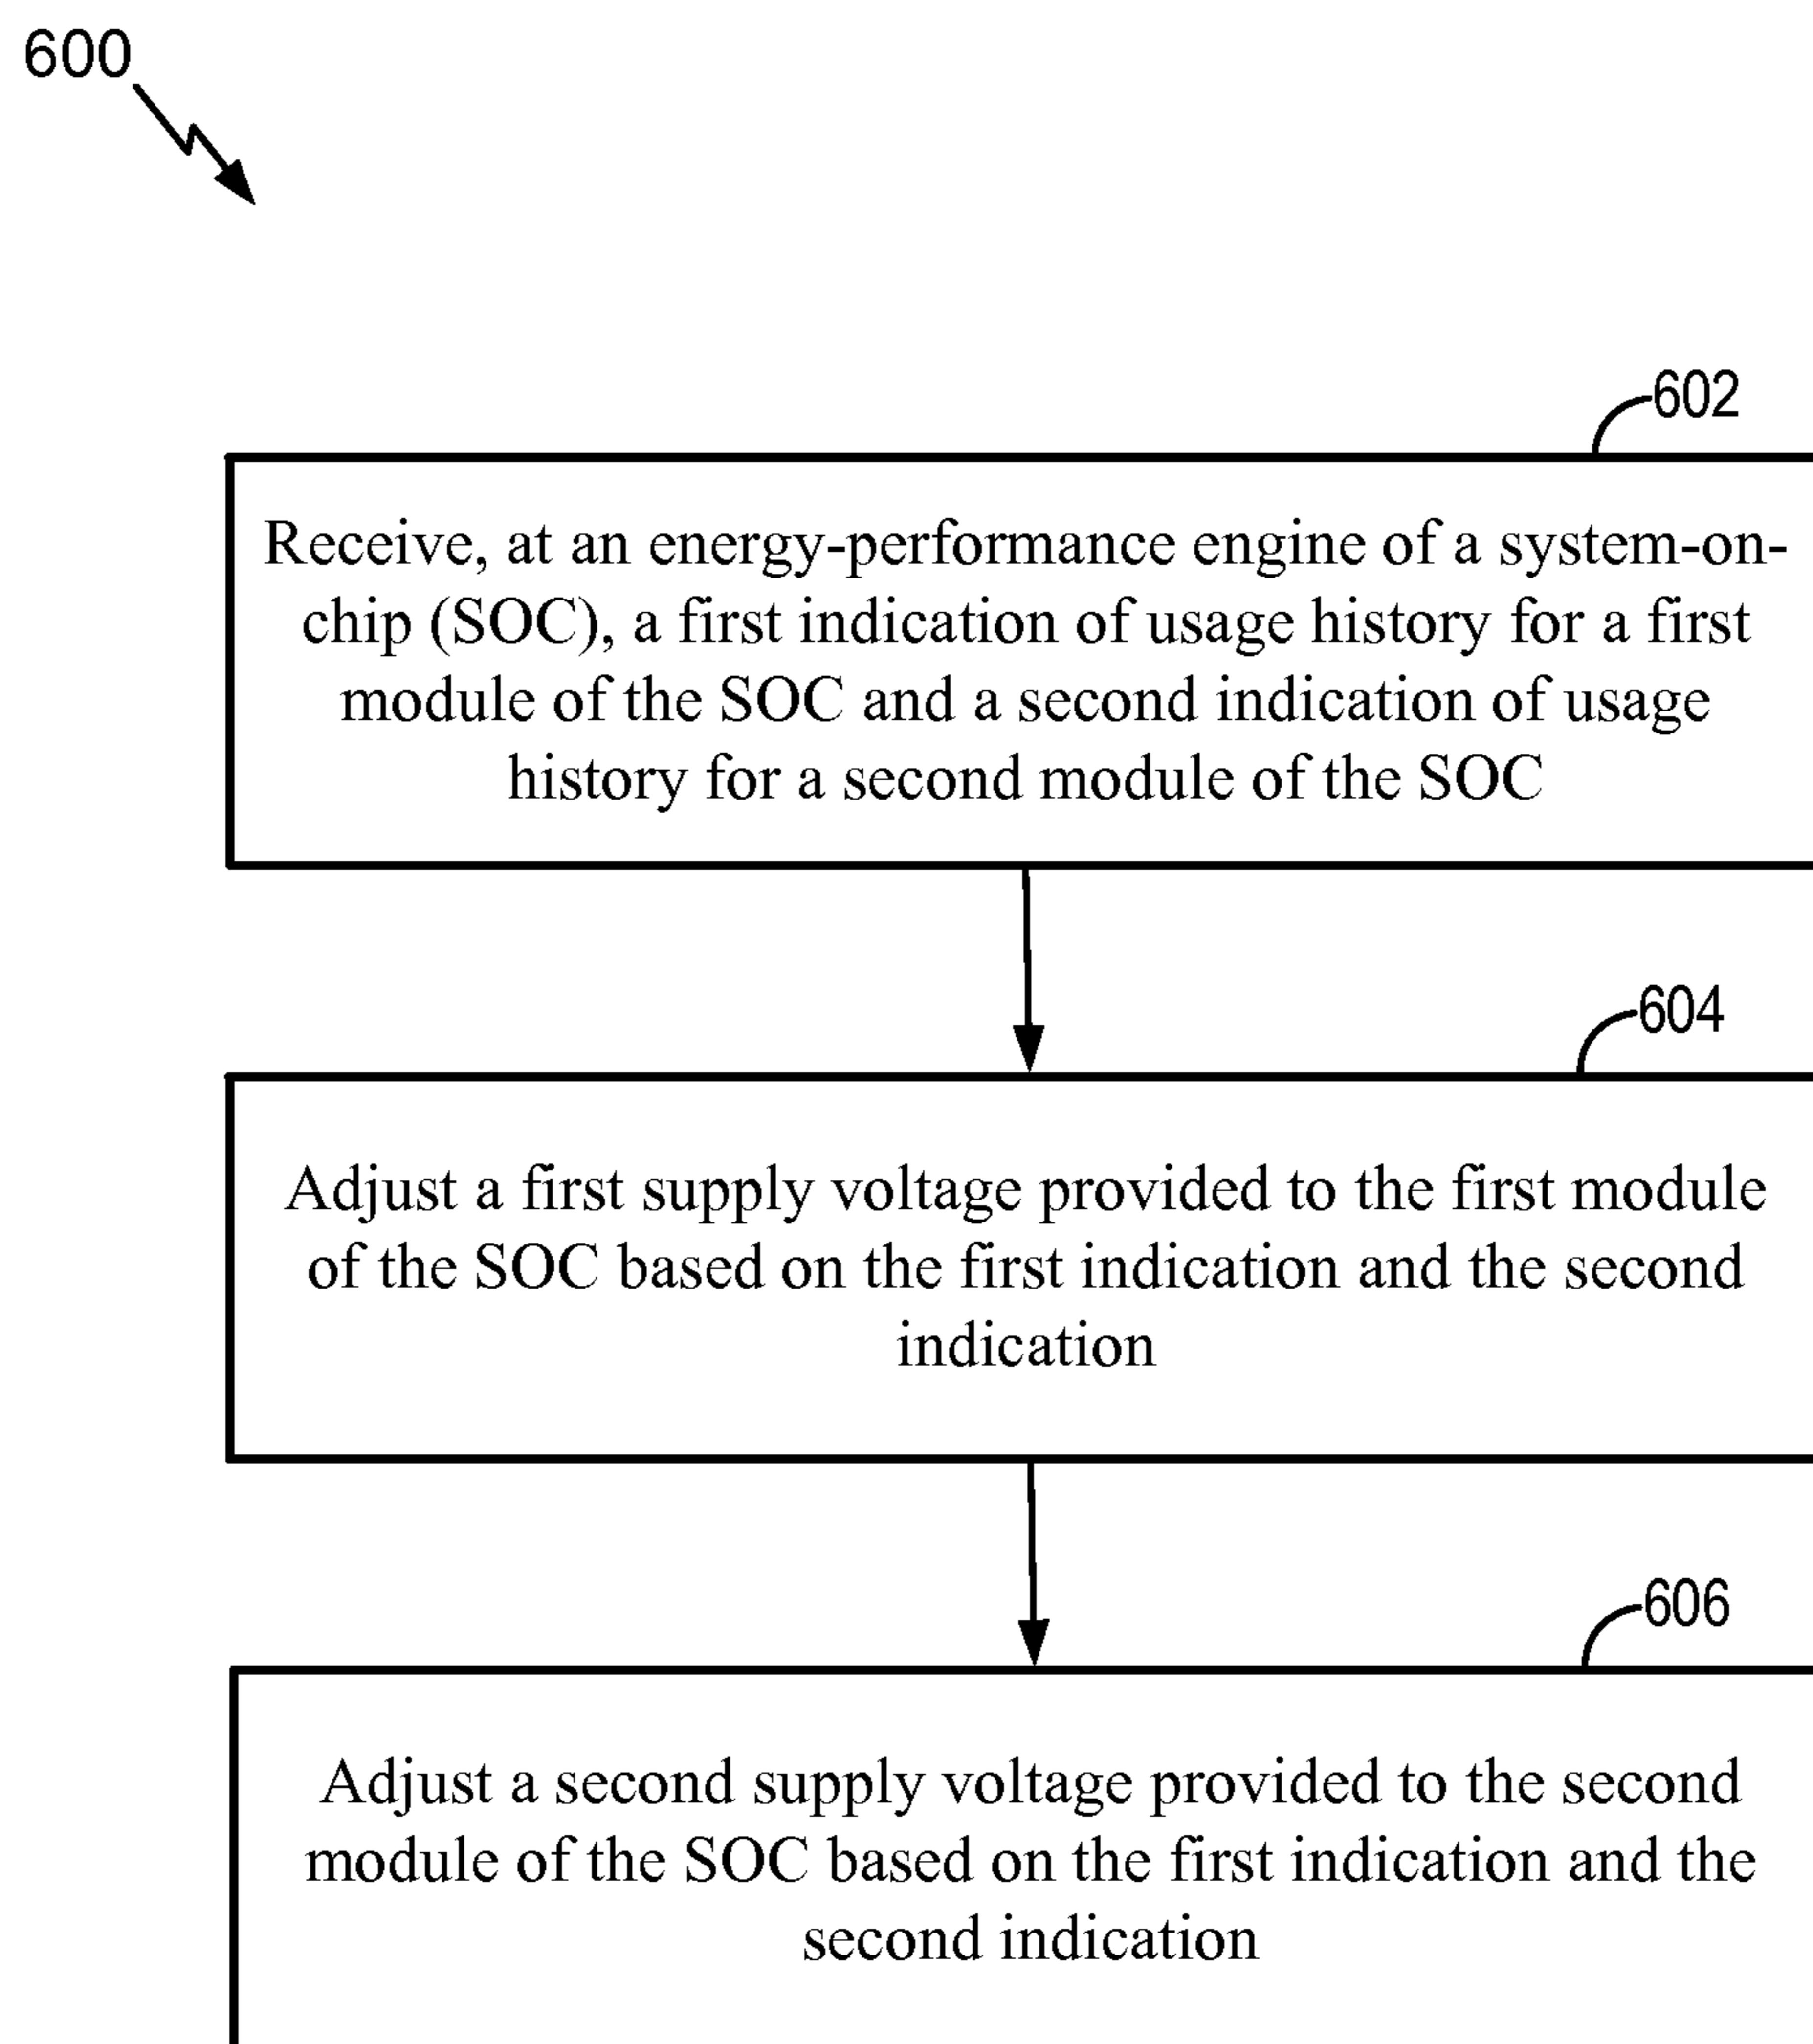 600
602
Receive, at an energy-performance engine of a system-on-
chip (SOC), a first indication of usage history for a first
module of the SOC and a second indication of usage
history for a second module of the SOC
604
Adjust a first supply voltage provided to the first module
of the SOC based on the first indication and the second
indication
606
Adjust a second supply voltage provided to the second
module of the SOC based on the first indication and the
second indication